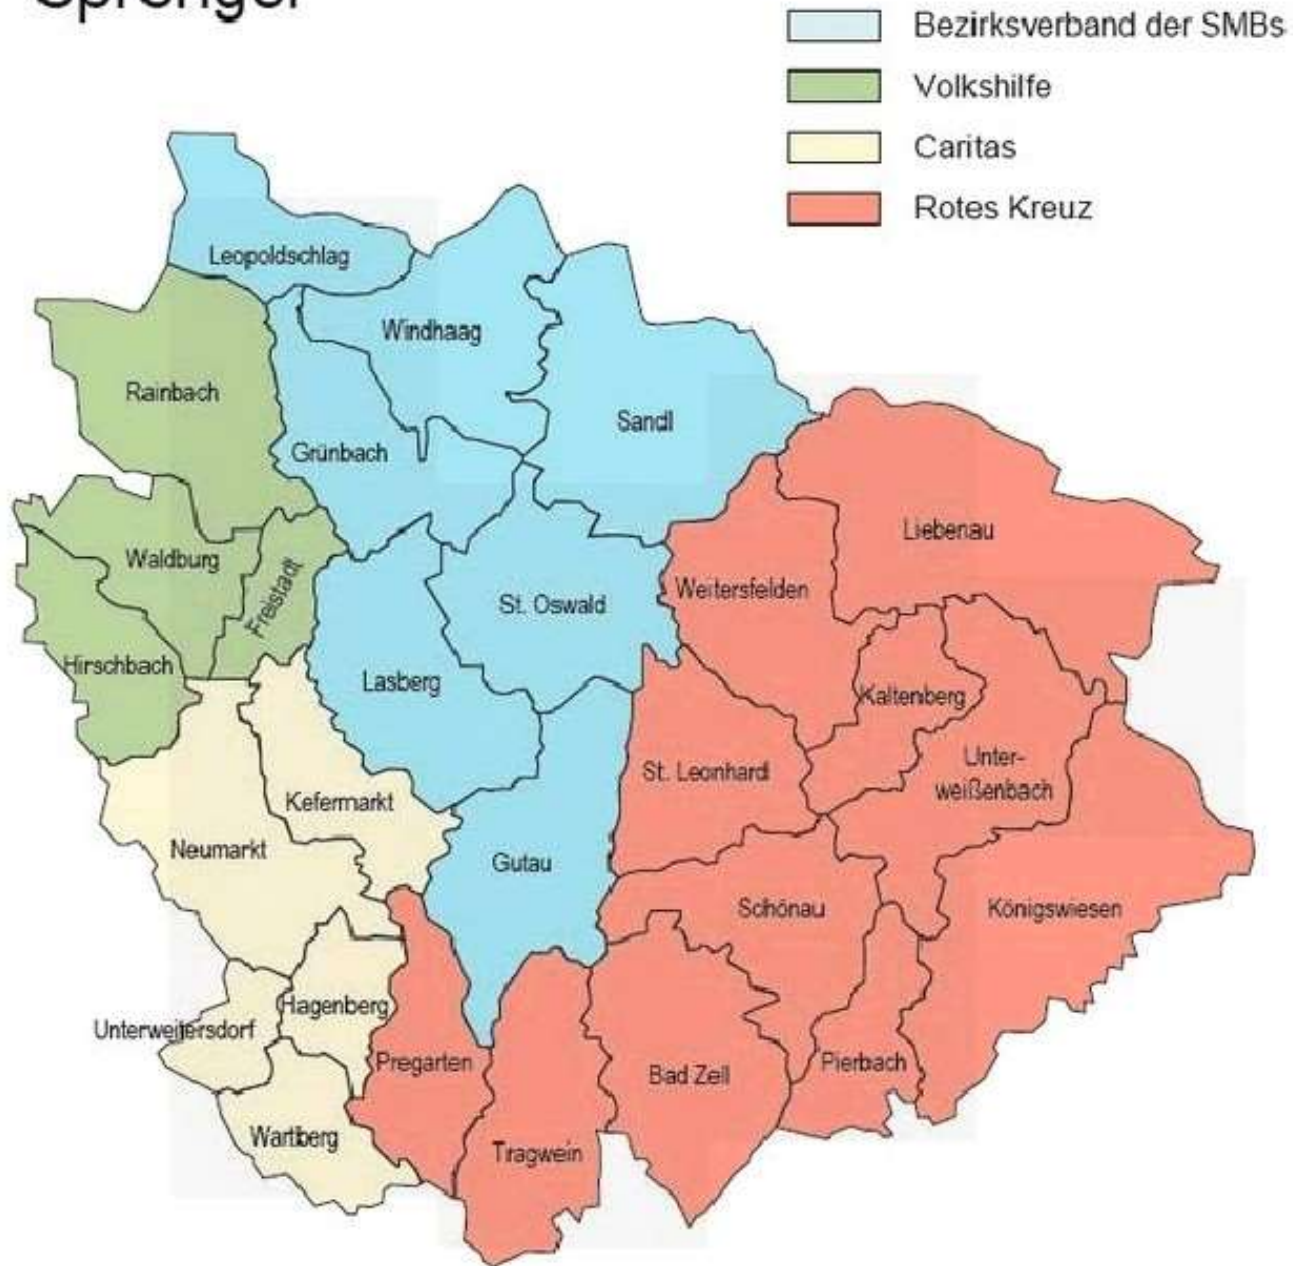 Sprengel
Bezirksverband der SMBs
Volkshilfe
Caritas
Rotes Kreuz
Leopoldschlag
Windhaag
Rainbach
Sandl
Grünbach
Liebenau
Waldburg
Freistadt
Weitersfelden
St. Oswald
Hirschbach
Lasberg
Kaltenberg
St. Leonhard
Unter-
weißenbach
Kefermarkt
Neumarkt
Gutau
Schönau
Königswiesen
Hagenberg
Unterweitersdorf
Pregarten
Bad Zell
Pierbach
Wartberg
Tragwein